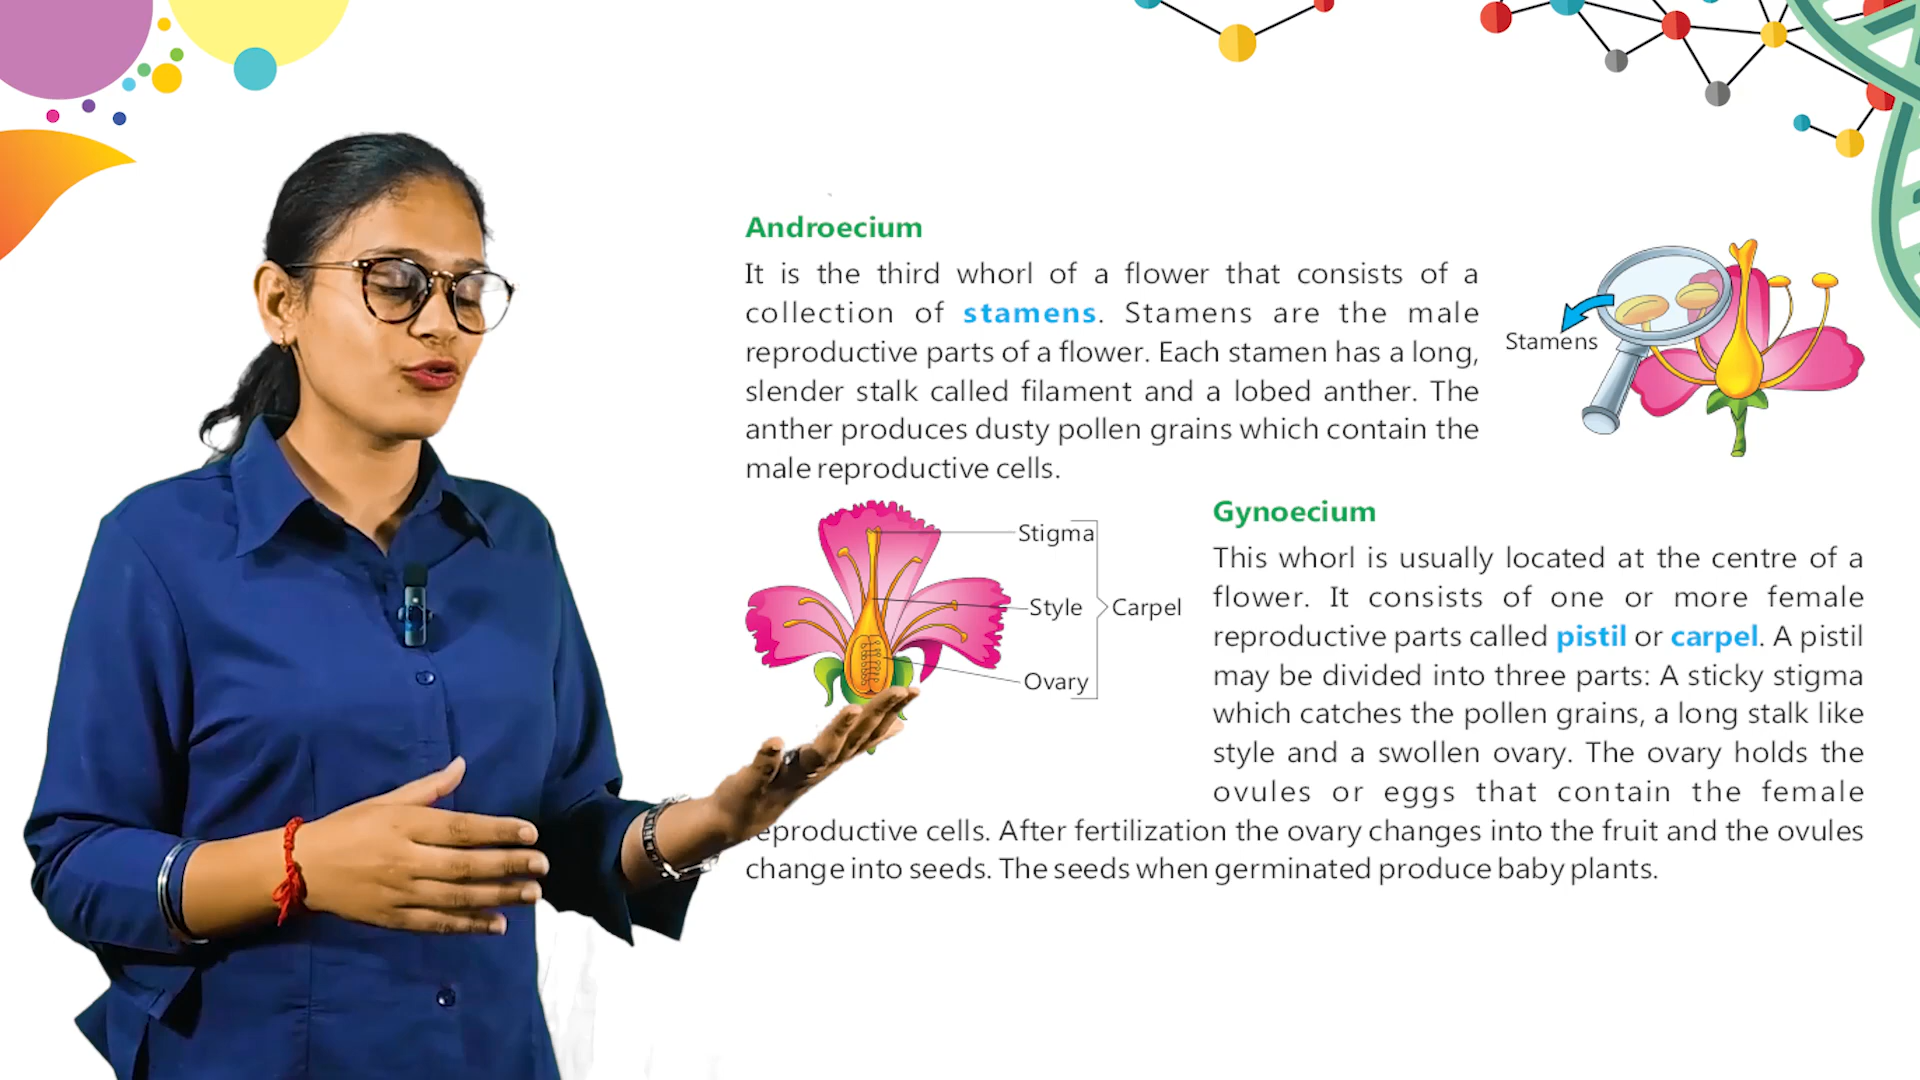 Androecium
It is the third whorl of a flower that consists of a
collection of stamens. Stamens are the male
reproductive parts of a flower. Each stamen has a long,
slender stalk called filament and a lobed anther. The
anther produces dusty pollen grains which contain the
male reproductive cells.
Stamens
Stigma
Style
Carpel
Ovary
Gynoecium
This whorl is usually located at the centre of a
flower. It consists of one or more female
reproductive parts called pistil or carpel. A pistil
may be divided into three parts: A sticky stigma
which catches the pollen grains, a long stalk like
style and a swollen ovary. The ovary holds the
ovules or eggs that contain the female
reproductive cells. After fertilization the ovary changes into the fruit and the ovules
change into seeds. The seeds when germinated produce baby plants.